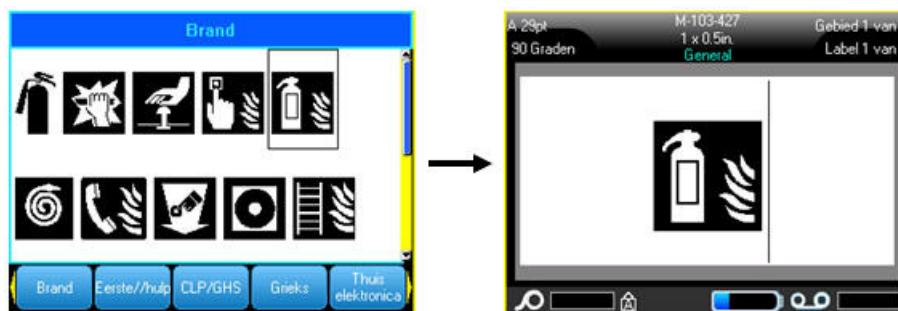 Brand
Brand
Eerste//hulp
CLP/GHS
Grieks
Thuis
elektronica
A 29pt
90 Graden
M-103-427
1 x 0.5in.
General
Gebied 1 van
Label 1 van